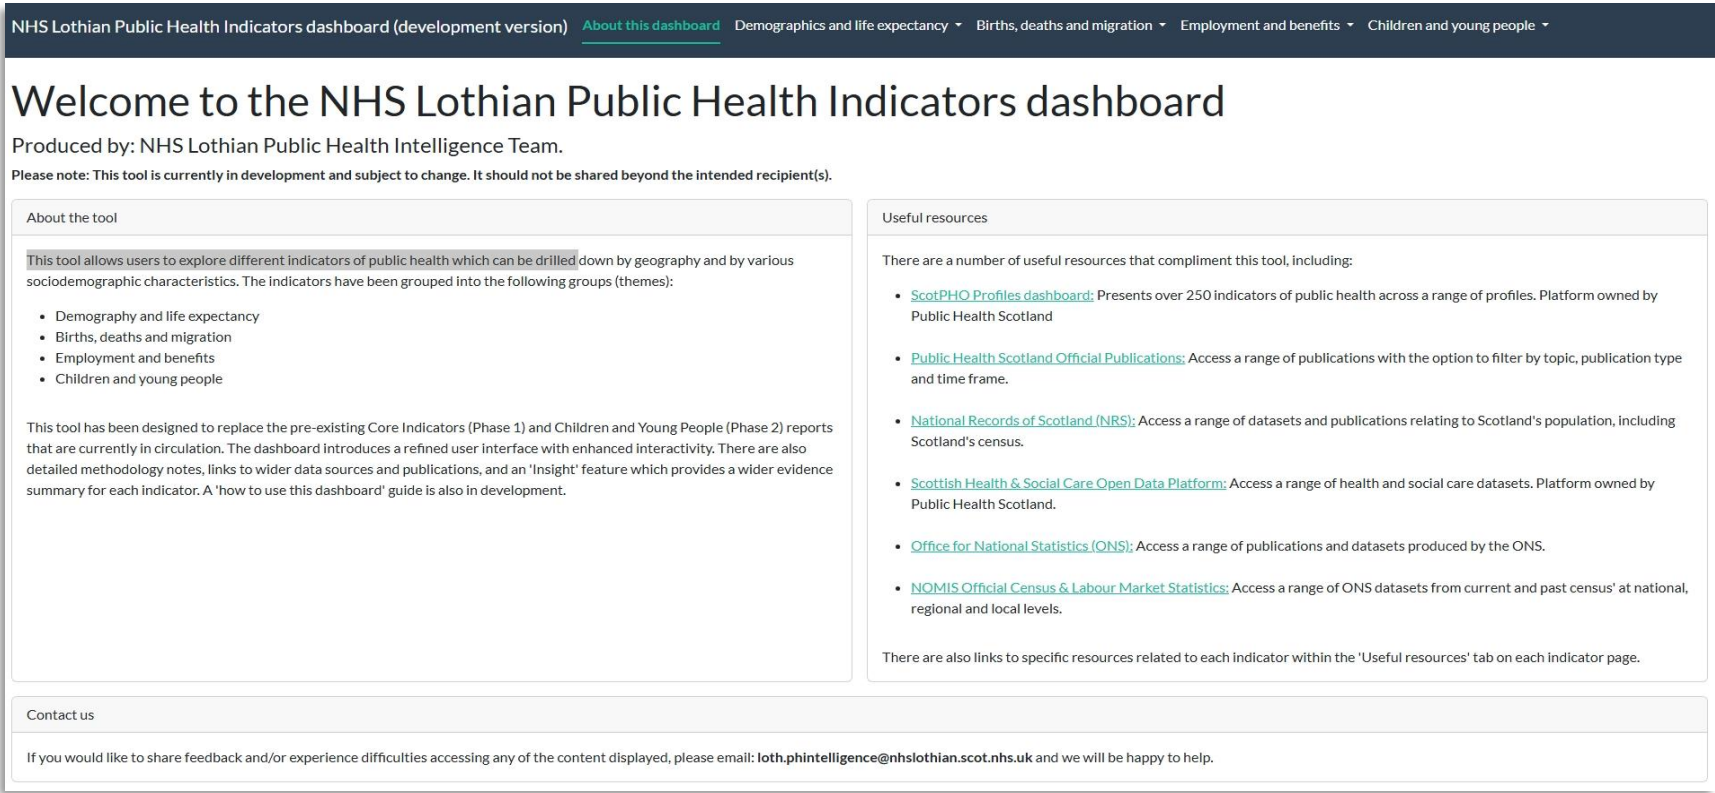 NHS Lothian Public Health Indicators dashboard (development version) About this dashboard Demographics and life expectancy Births, deaths and migration Employment and benefits Children and young people
Welcome to the NHS Lothian Public Health Indicators dashboard
Produced by: NHS Lothian Public Health Intelligence Team.
Please note: This tool is currently in development and subject to change. It should not be shared beyond the intended recipient(s).
About the tool
This tool allows users to explore different indicators of public health which can be drilled down by geography and by various
sociodemographic characteristics. The indicators have been grouped into the following groups (themes):
• Demography and life expectancy
• Births, deaths and migration
• Employment and benefits
• Children and young people
This tool has been designed to replace the pre-existing Core Indicators (Phase 1) and Children and Young People (Phase 2) reports
that are currently in circulation. The dashboard introduces a refined user interface with enhanced interactivity. There are also
detailed methodology notes, links to wider data sources and publications, and an 'Insight' feature which provides a wider evidence
summary for each indicator. A 'how to use this dashboard' guide is also in development.
Useful resources
There are a number of useful resources that compliment this tool, including:
• ScotPHO Profiles dashboard: Presents over 250 indicators of public health across a range of profiles. Platform owned by
Public Health Scotland
• Public Health Scotland Official Publications: Access a range of publications with the option to filter by topic, publication type
and time frame.
• National Records of Scotland (NRS): Access a range of datasets and publications relating to Scotland's population, including
Scotland's census.
• Scottish Health & Social Care Open Data Platform: Access a range of health and social care datasets. Platform owned by
Public Health Scotland.
• Office for National Statistics (ONS): Access a range of publications and datasets produced by the ONS.
• NOMIS Official Census & Labour Market Statistics: Access a range of ONS datasets from current and past census' at national,
regional and local levels.
There are also links to specific resources related to each indicator within the 'Useful resources' tab on each indicator page.
Contact us
If you would like to share feedback and/or experience difficulties accessing any of the content displayed, please email: loth.phintelligence@nhslothian.scot.nhs.uk and we will be happy to help.